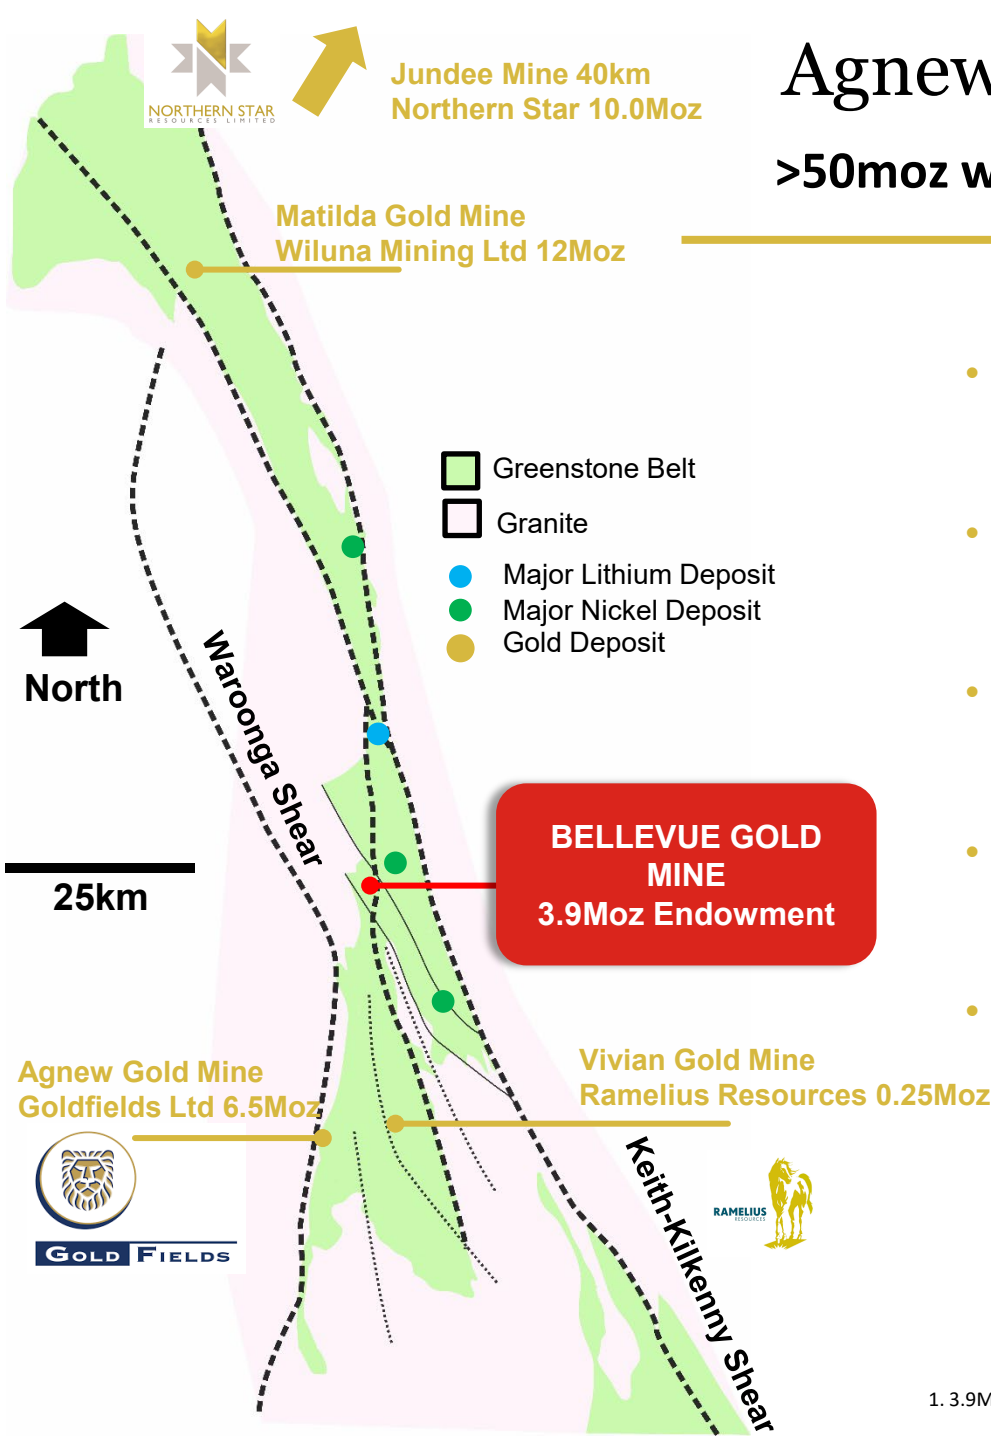 Agnew
>50moz w
NORTHERN STAR
RESOURCES LIMITED
Jundee Mine 40km
Northern Star 10.0Moz
Matilda Gold Mine
Wiluna Mining Ltd 12Moz
Greenstone Belt
Granite
Major Lithium Deposit
Major Nickel Deposit
Gold Deposit
North
Waroonga Shear
25km
BELLEVUE GOLD
MINE
3.9Moz Endowment
Agnew Gold Mine
Goldfields Ltd 6.5Moz
GOLD FIELDS
Vivian Gold Mine
Ramelius Resources 0.25Moz
RAMELIUS
RESOURCES
Keith-Kilkenny Shear
1. 3.9M